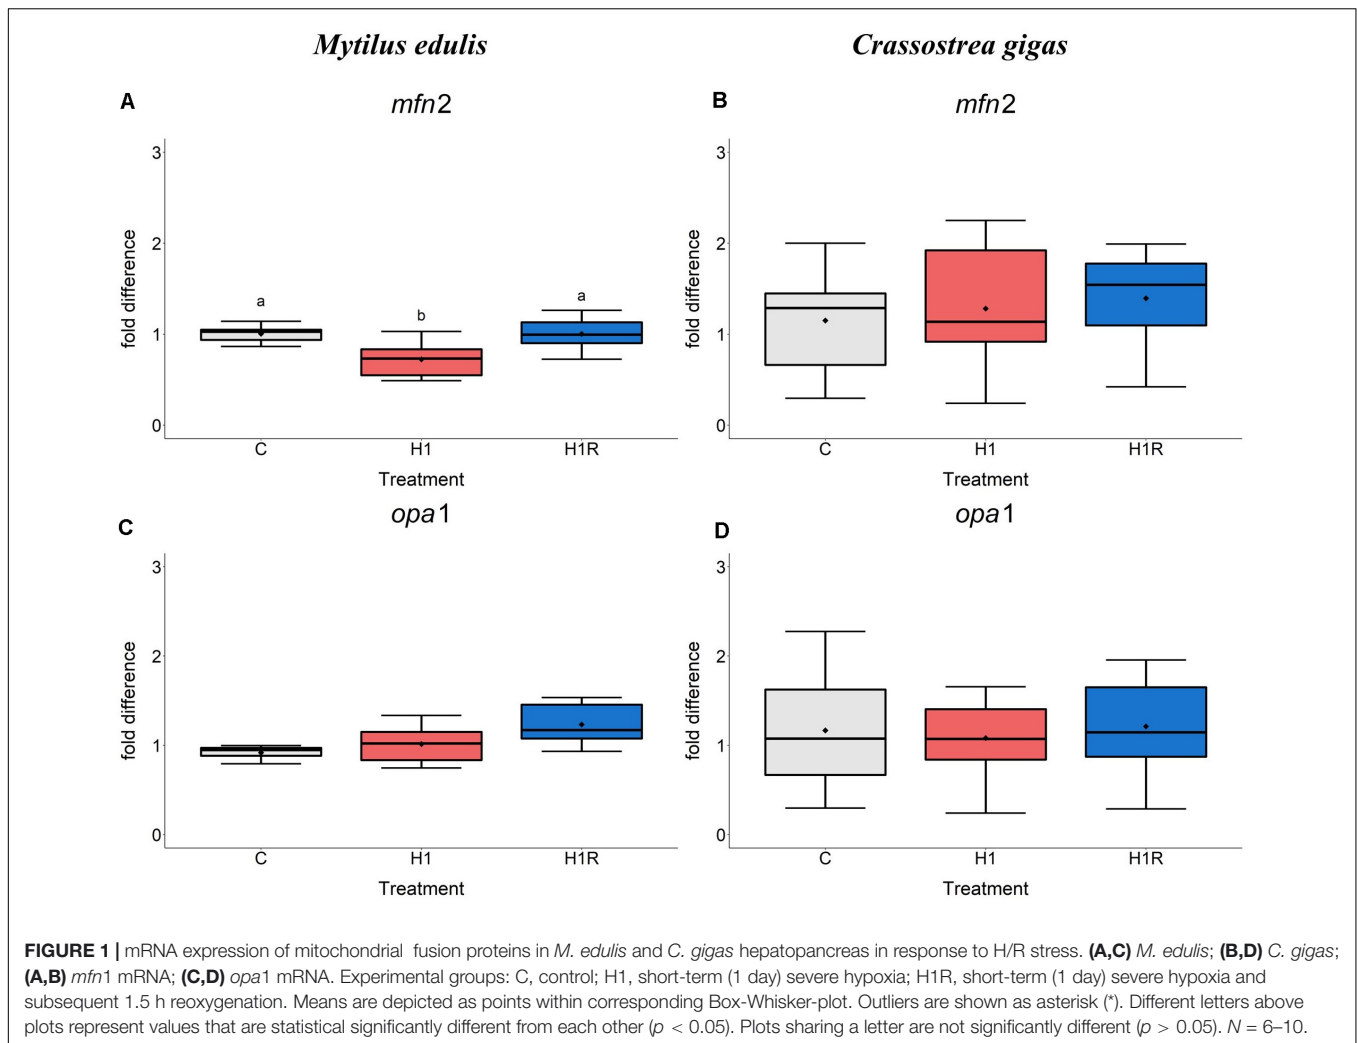 Mytilus edulis
Crassostrea gigas
A
mfn2
3
2
1
0
fold difference
a
b
a
C
H1
H1R
Treatment
B
mfn2
3
2
1
0
fold difference
C
H1
H1R
Treatment
C
opa1
3
2
1
0
fold difference
C
H1
H1R
Treatment
D
opa1
3
2
1
0
fold difference
C
H1
H1R
Treatment
FIGURE 1 | mRNA expression of mitochondrial fusion proteins in M. edulis and C. gigas hepatopancreas in response to H/R stress. (A,C) M. edulis; (B,D) C. gigas;
(A,B) mfn1 mRNA; (C,D) opa1 mRNA. Experimental groups: C, control; H1, short-term (1 day) severe hypoxia; H1R, short-term (1 day) severe hypoxia and
subsequent 1.5 h reoxygenation. Means are depicted as points within corresponding Box-Whisker-plot. Outliers are shown as asterisk (*). Different letters above
plots represent values that are statistical significantly different from each other (p < 0.05). Plots sharing a letter are not significantly different (p > 0.05). N = 6–10.